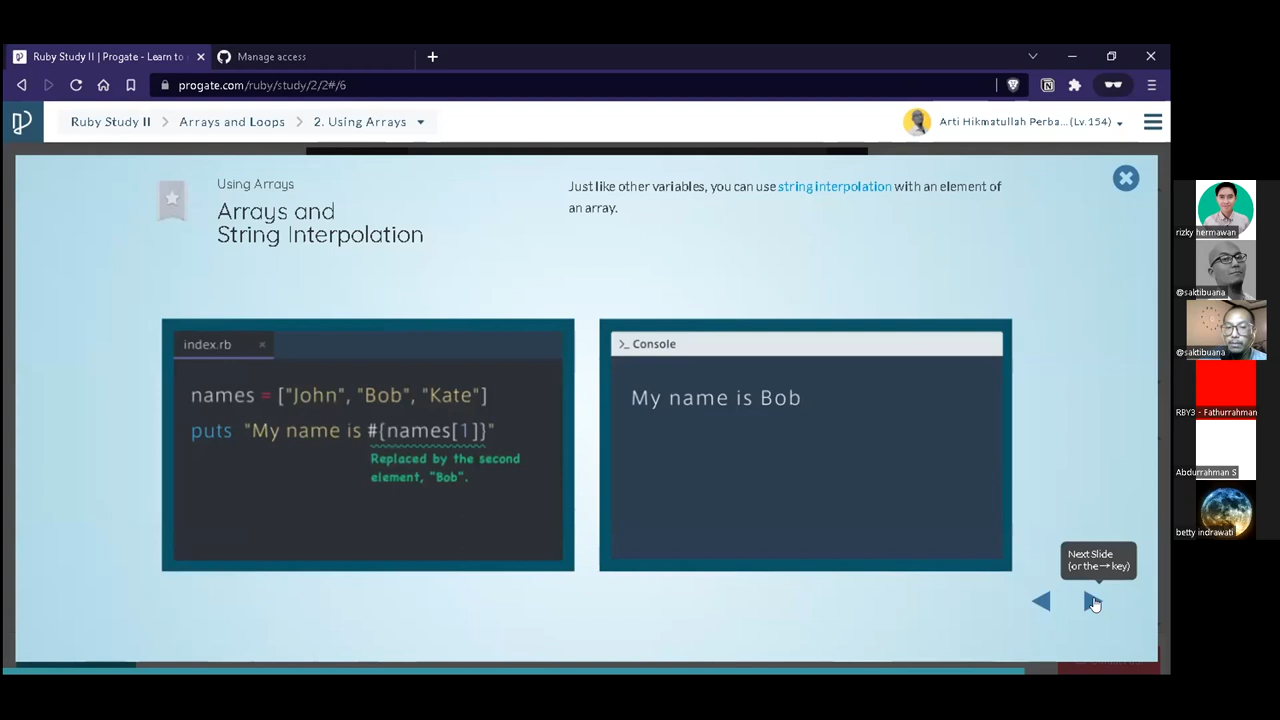 Ruby Study II | Progate - Learn to
Manage access
progate.com/ruby/study/2/2#/6
Ruby Study II
Arrays and Loops
2. Using Arrays
Arti Hikmatullah Perba...(Lv.154)
Using Arrays
Arrays and
String Interpolation
Just like other variables, you can use string interpolation with an element of
an array.
index.rb
names = ["John", "Bob", "Kate"]
puts "My name is #{names[1]}"
Replaced by the second
element, "Bob".
>_ Console
My name is Bob
Next Slide
(or the → key)
rizky hermawan
@saktibuana
@saktibuana
RBY3 - Fathurrahman
Abdurrahman S
betty indrawati